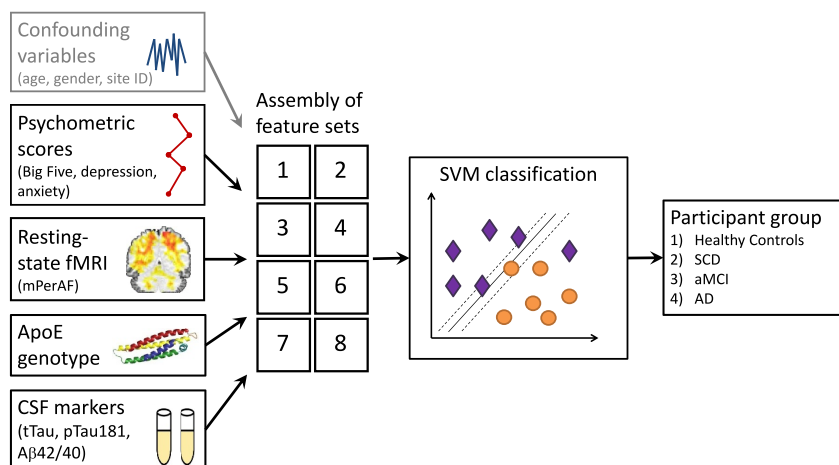 Confounding
variables
(age, gender, site ID)
Psychometric
scores
(Big Five, depression,
anxiety)
Resting-
state fMRI
(mPerAF)
ApoE
genotype
CSF markers
(tTau, pTau181,
Aβ42/40)
Assembly of
feature sets
1 2
3 4
5 6
7 8
SVM classification
Participant group
1) Healthy Controls
2) SCD
3) aMCI
4) AD